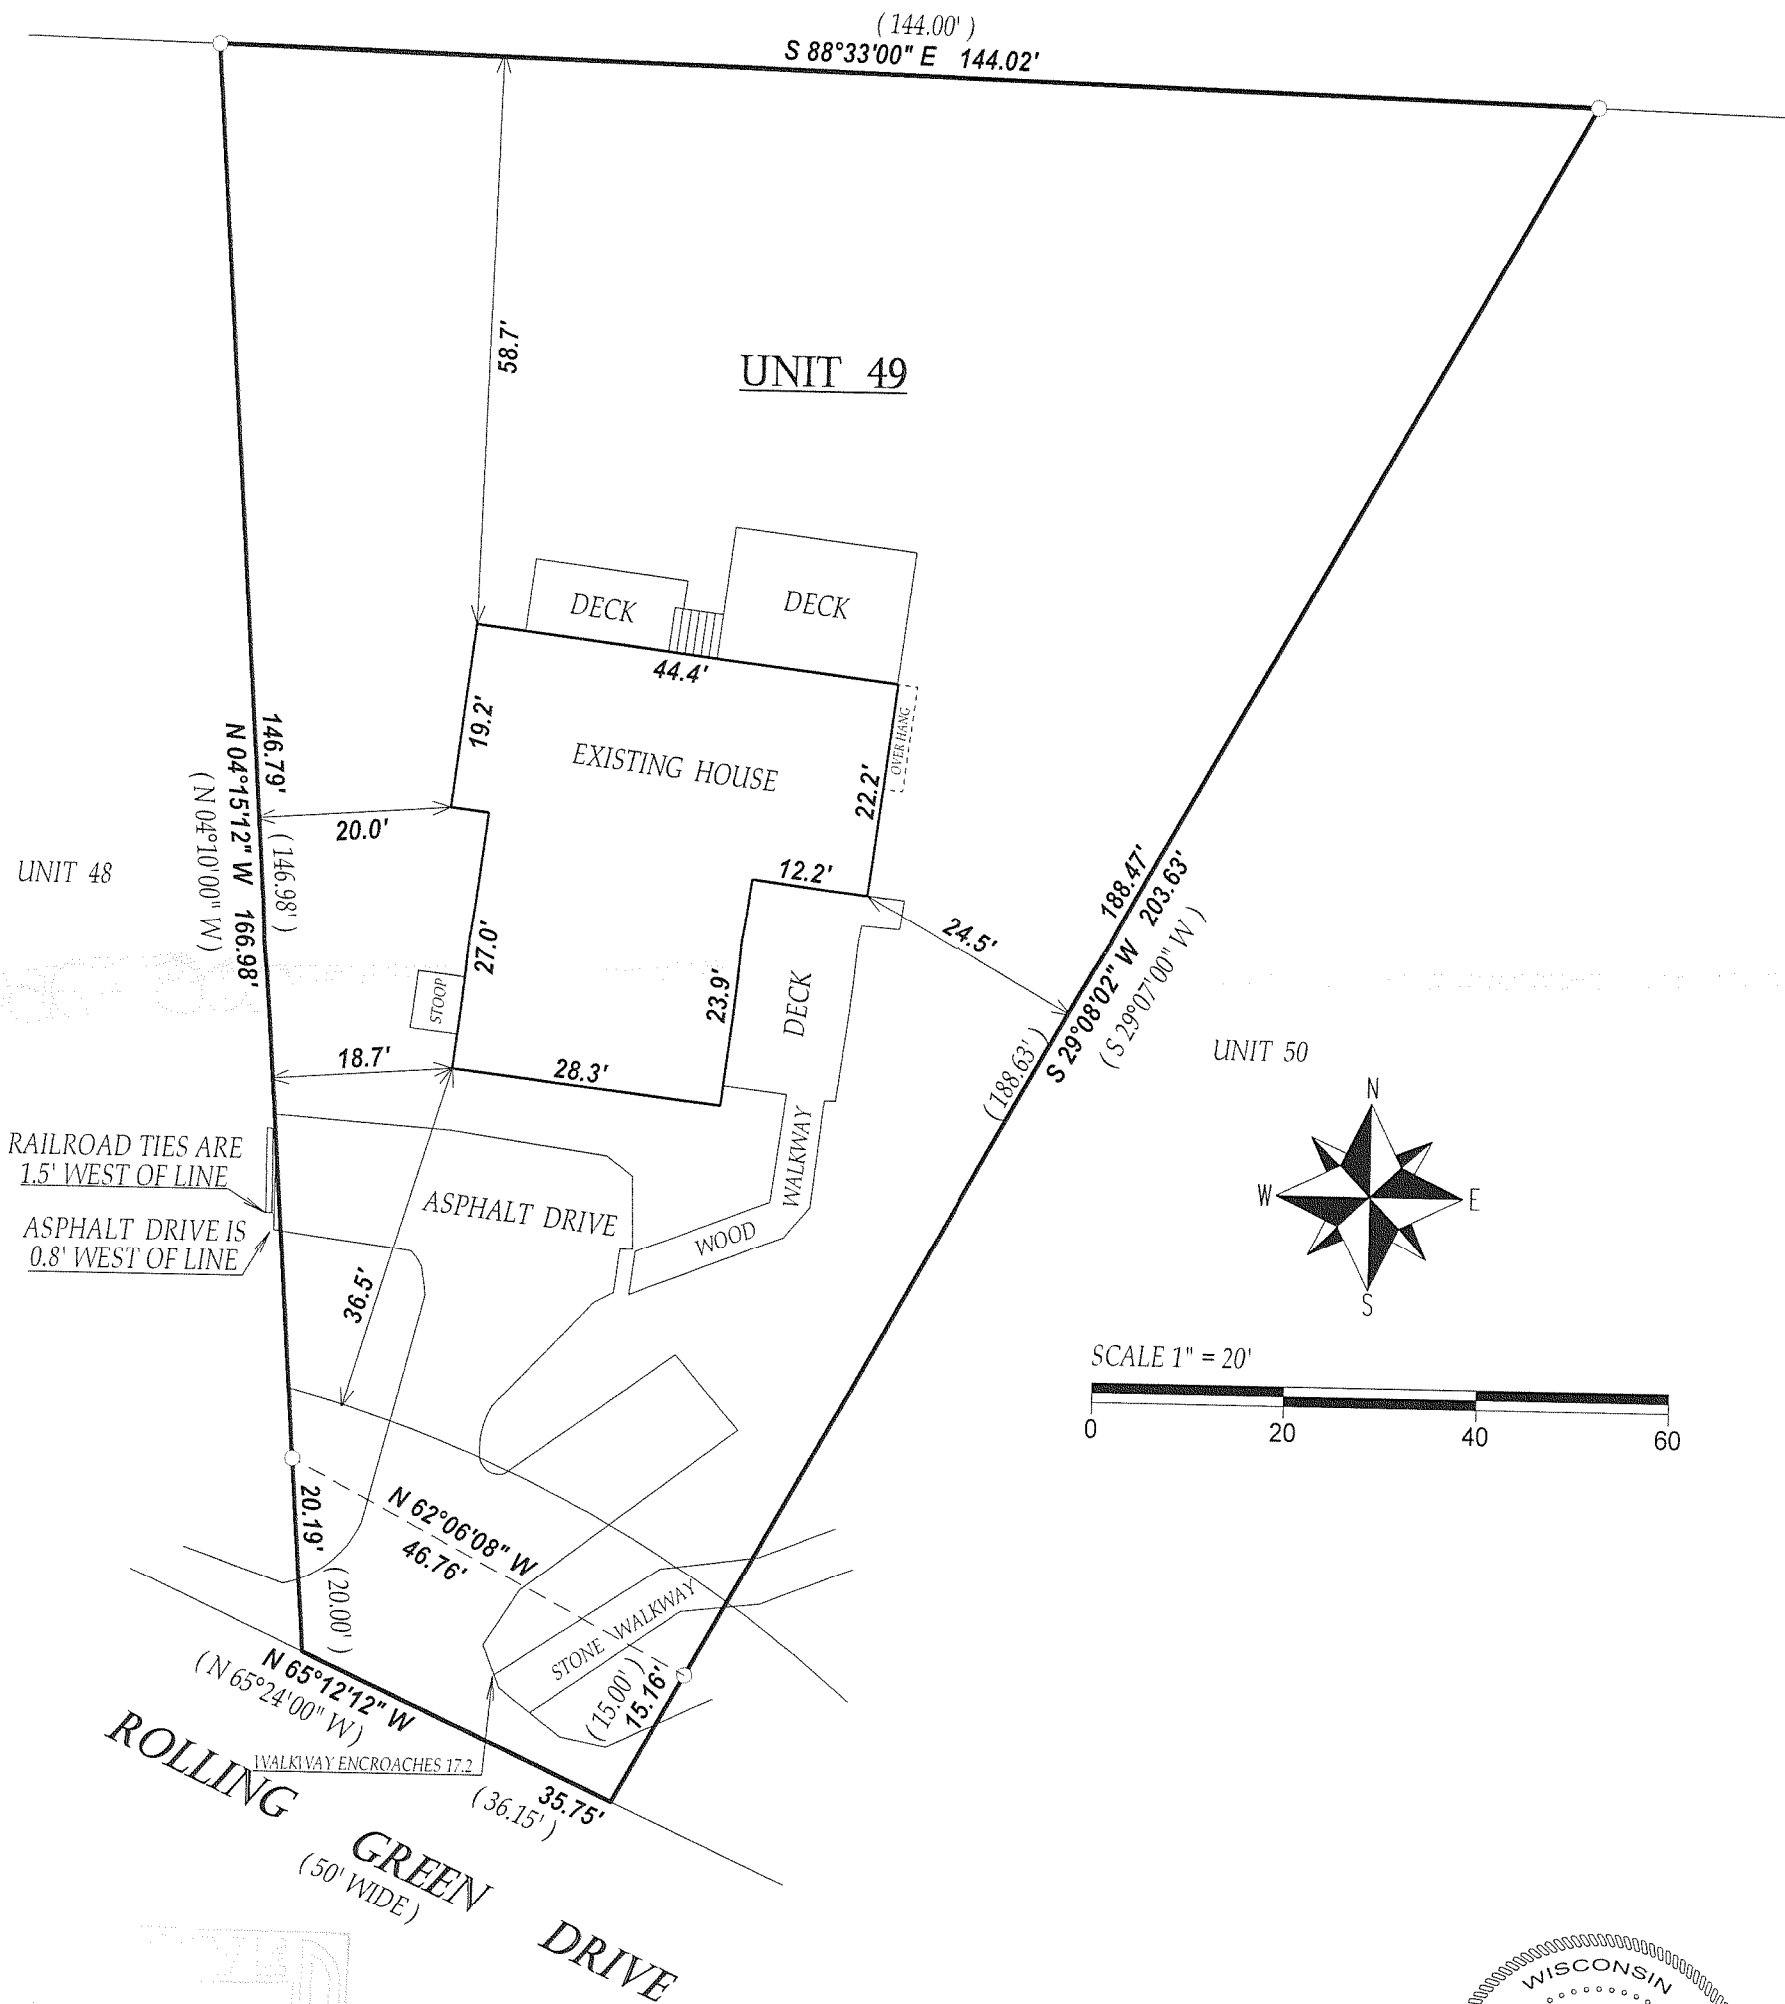 ( 144.00' )
S 88°33'00" E 144.02'
58.7'
UNIT 49
DECK
DECK
44.4'
19.2'
EXISTING HOUSE
OVER HANG
22.2'
146.79'
N 04°15'12" W 166.98'
( N 04°10'00" W )
( 146.98' )
20.0'
UNIT 48
12.2'
27.0'
24.5'
188.47'
S 29°08'02" W 203.63'
( S 29°07'00" W )
( 188.63' )
STOOP
23.9'
DECK
18.7'
28.3'
UNIT 50
N
W
E
S
RAILROAD TIES ARE
1.5' WEST OF LINE
ASPHALT DRIVE IS
0.8' WEST OF LINE
ASPHALT DRIVE
WOOD
WALKWAY
36.5'
SCALE 1" = 20'
0 20 40 60
20.19'
( 20.00' )
N 62°06'08" W
46.76'
STONE WALKWAY
( 15.00' )
15.16'
N 65°12'12" W
( N 65°24'00" W )
WALKWAY ENCROACHES 17.2
35.75'
( 36.15' )
ROLLING GREEN DRIVE
( 50' WIDE )
WISCONSIN